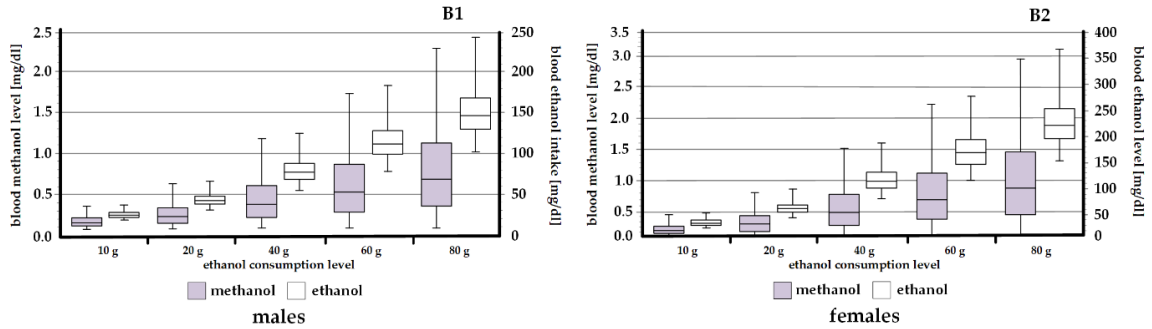 B1
blood methanol level [mg/dl]
2.5
2.0
1.5
1.0
0.5
0.0
250
200
150
100
50
0
blood ethanol intake [mg/dl]
10 g 20 g 40 g 60 g 80 g
ethanol consumption level
methanol ethanol
males
B2
blood methanol level [mg/dl]
3.5
3.0
2.5
2.0
1.5
1.0
0.5
0.0
400
350
300
250
200
150
100
50
0
blood ethanol level [mg/dl]
10 g 20 g 40 g 60 g 80 g
ethanol consumption level
methanol ethanol
females